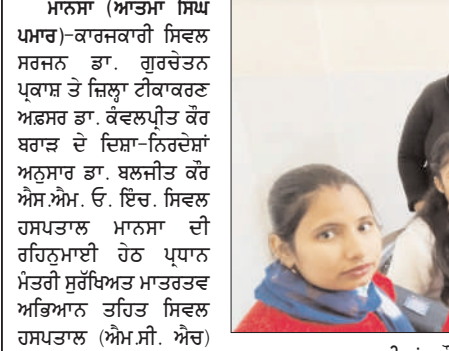 ਮਾਨਸਾ (ਆਤਮਾ ਸਿੰਘ
ਪਮਾਰ)-ਕਾਰਜਕਾਰੀ ਸਿਵਲ
ਸਰਜਨ ਡਾ. ਗੁਰਚੇਤਨ
ਪ੍ਰਕਾਸ਼ ਤੇ ਜ਼ਿਲ੍ਹਾ ਟੀਕਾਕਰਣ
ਅਫ਼ਸਰ ਡਾ. ਕੰਵਲਪ੍ਰੀਤ ਕੌਰ
ਬਰਾੜ ਦੇ ਦਿਸ਼ਾ-ਨਿਰਦੇਸ਼ਾਂ
ਅਨੁਸਾਰ ਡਾ. ਬਲਜੀਤ ਕੌਰ
ਐਸ.ਐਮ. ਓ. ਇੰਚ. ਸਿਵਲ
ਹਸਪਤਾਲ ਮਾਨਸਾ ਦੀ
ਰਹਿਨੁਮਾਈ ਹੇਠ ਪ੍ਰਧਾਨ
ਮੰਤਰੀ ਸੁਰੱਖਿਅਤ ਮਾਤਰਤਵ
ਅਭਿਆਨ ਤਹਿਤ ਸਿਵਲ
ਹਸਪਤਾਲ (ਐਮ.ਸੀ. ਐਚ)